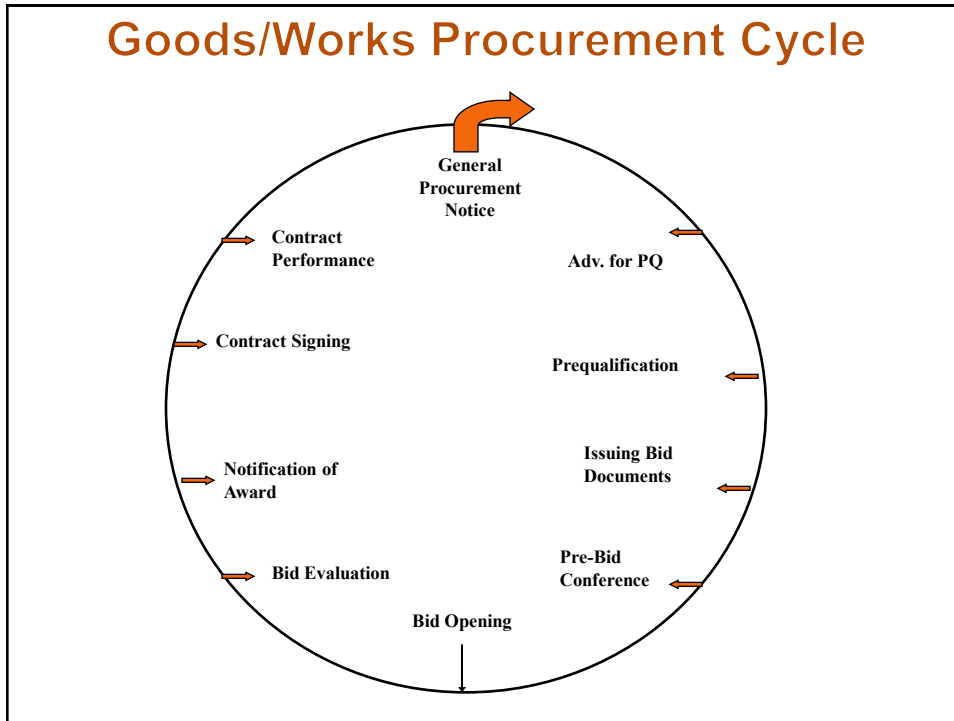 Goods/Works Procurement Cycle
General
Procurement
Notice
Adv. for PQ
Prequalification
Issuing Bid
Documents
Pre-Bid
Conference
Bid Opening
Bid Evaluation
Notification of
Award
Contract Signing
Contract
Performance